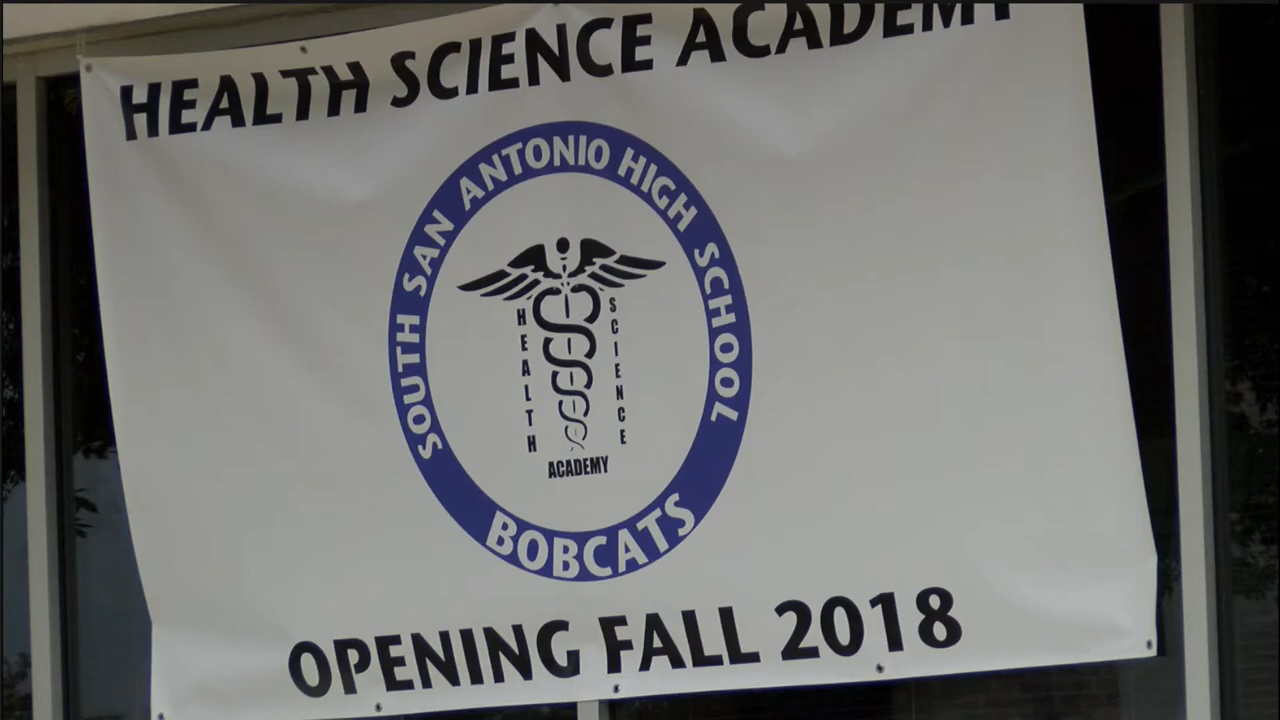 HEALTH SCIENCE ACADEMY
SOUTH SAN ANTONIO HIGH SCHOOL
HEALTH
SCIENCE
ACADEMY
BOBCATS
OPENING FALL 2018